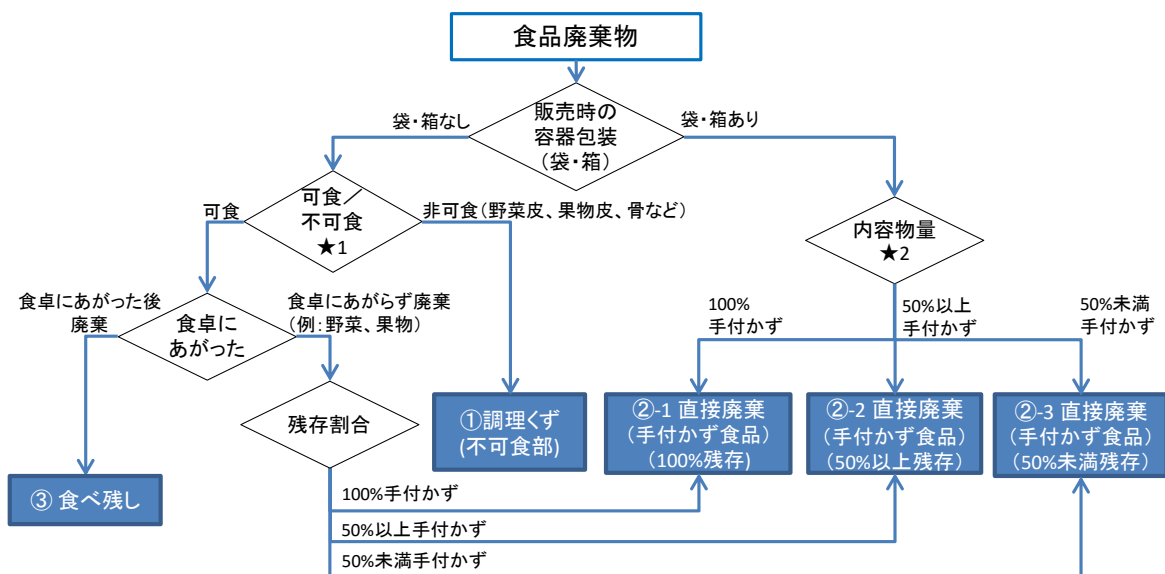 食品廃棄物
販売時の
容器包装
（袋・箱）
袋・箱なし
袋・箱あり
可食／
不可食
★1
可食
非可食（野菜皮、果物皮、骨など）
内容物量
★2
食卓にあがった後
廃棄
食卓に
あがった
食卓にあがらず廃棄
（例：野菜、果物）
100%
手付かず
50%以上
手付かず
50%未満
手付かず
残存割合
①調理くず
(不可食部)
②-1 直接廃棄
（手付かず食品）
（100%残存)
②-2 直接廃棄
（手付かず食品）
（50%以上残存）
②-3 直接廃棄
（手付かず食品）
（50%未満残存）
③ 食べ残し
100%手付かず
50%以上手付かず
50%未満手付かず